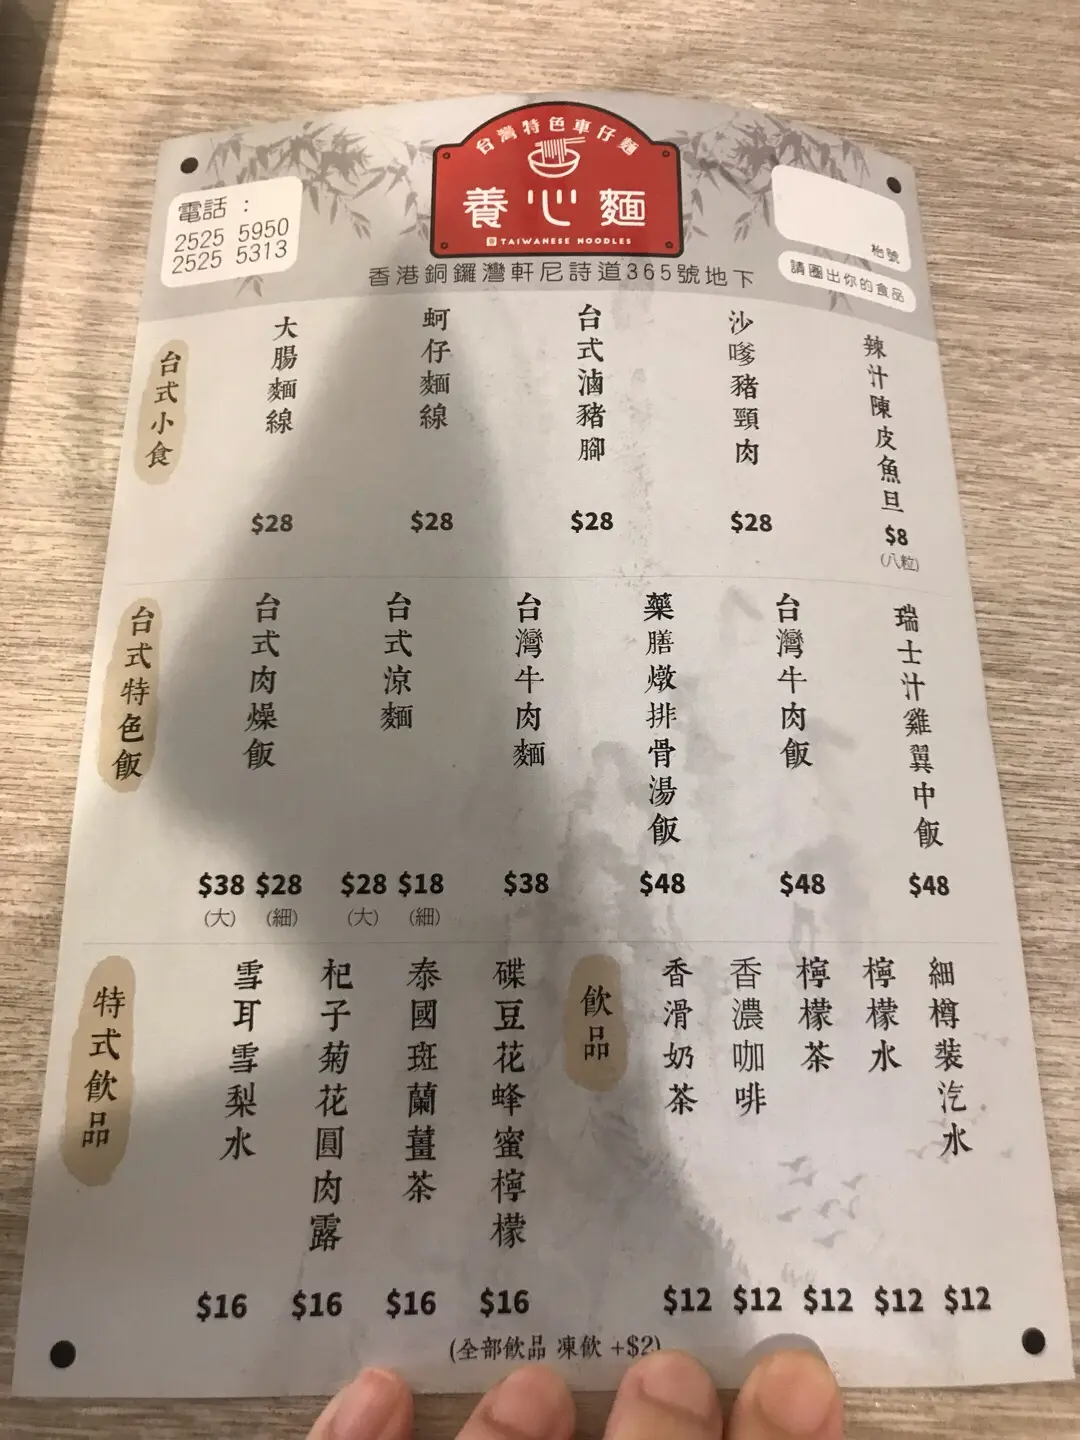 台灣特色車仔麵
養心麵
TAIWANESE NOODLES
電話：
2525 5950
2525 5313
枱號
請圈出你的食品
香港銅鑼灣軒尼詩道365號地下
台式小食
大腸麵線
$28
蚵仔麵線
$28
台式滷豬腳
$28
沙嗲豬頸肉
$28
辣汁陳皮魚旦
$8
(八粒)
台式特色飯
台式肉燥飯
$38 $28
(大) (細)
台式涼麵
$28 $18
(大) (細)
台灣牛肉麵
$38
藥膳燉排骨湯飯
$48
台灣牛肉飯
$48
瑞士汁雞翼中飯
$48
特式飲品
雪耳雪梨水
$16
杞子菊花圓肉露
$16
泰國斑蘭薑茶
$16
碟豆花蜂蜜檸檬
$16
飲品
香滑奶茶
$12
香濃咖啡
$12
檸檬茶
$12
檸檬水
$12
細樽裝汽水
$12
(全部飲品 凍飲 +$2)